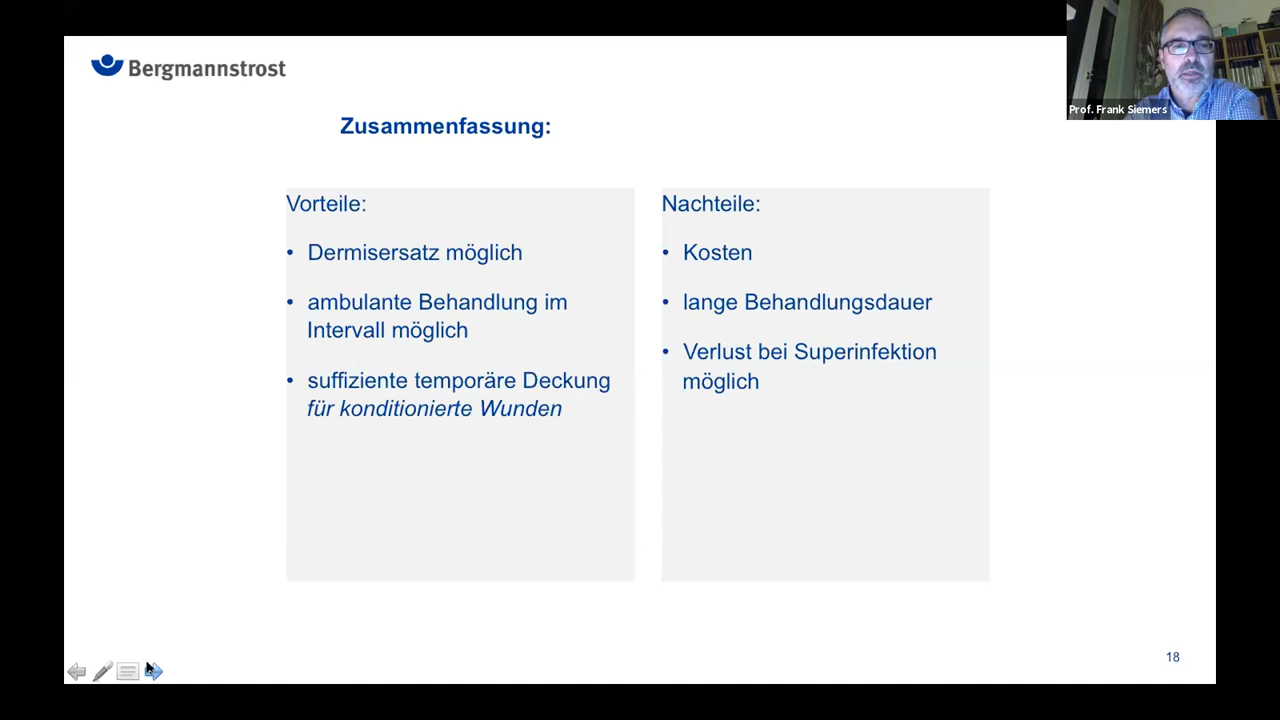 Bergmannstrost
Prof. Frank Siemers
Zusammenfassung:
Vorteile:
• Dermisersatz möglich
• ambulante Behandlung im
Intervall möglich
• suffiziente temporäre Deckung
für konditionierte Wunden
Nachteile:
• Kosten
• lange Behandlungsdauer
• Verlust bei Superinfektion
möglich
18